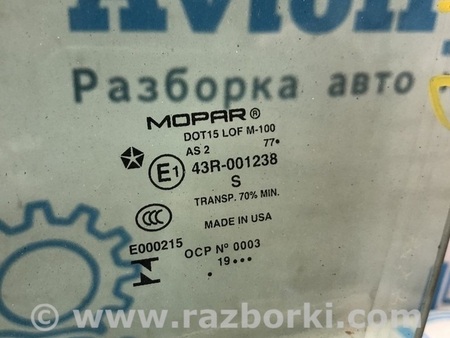 Разборка авто
MOPAR®
DOT15 LOF M-100
AS 2 77•
E1 43R-001238
S
TRANSP. 70% MIN.
CCC
MADE IN USA
E000215
OCP Nº 0003
• 19•••
www.razborki.com